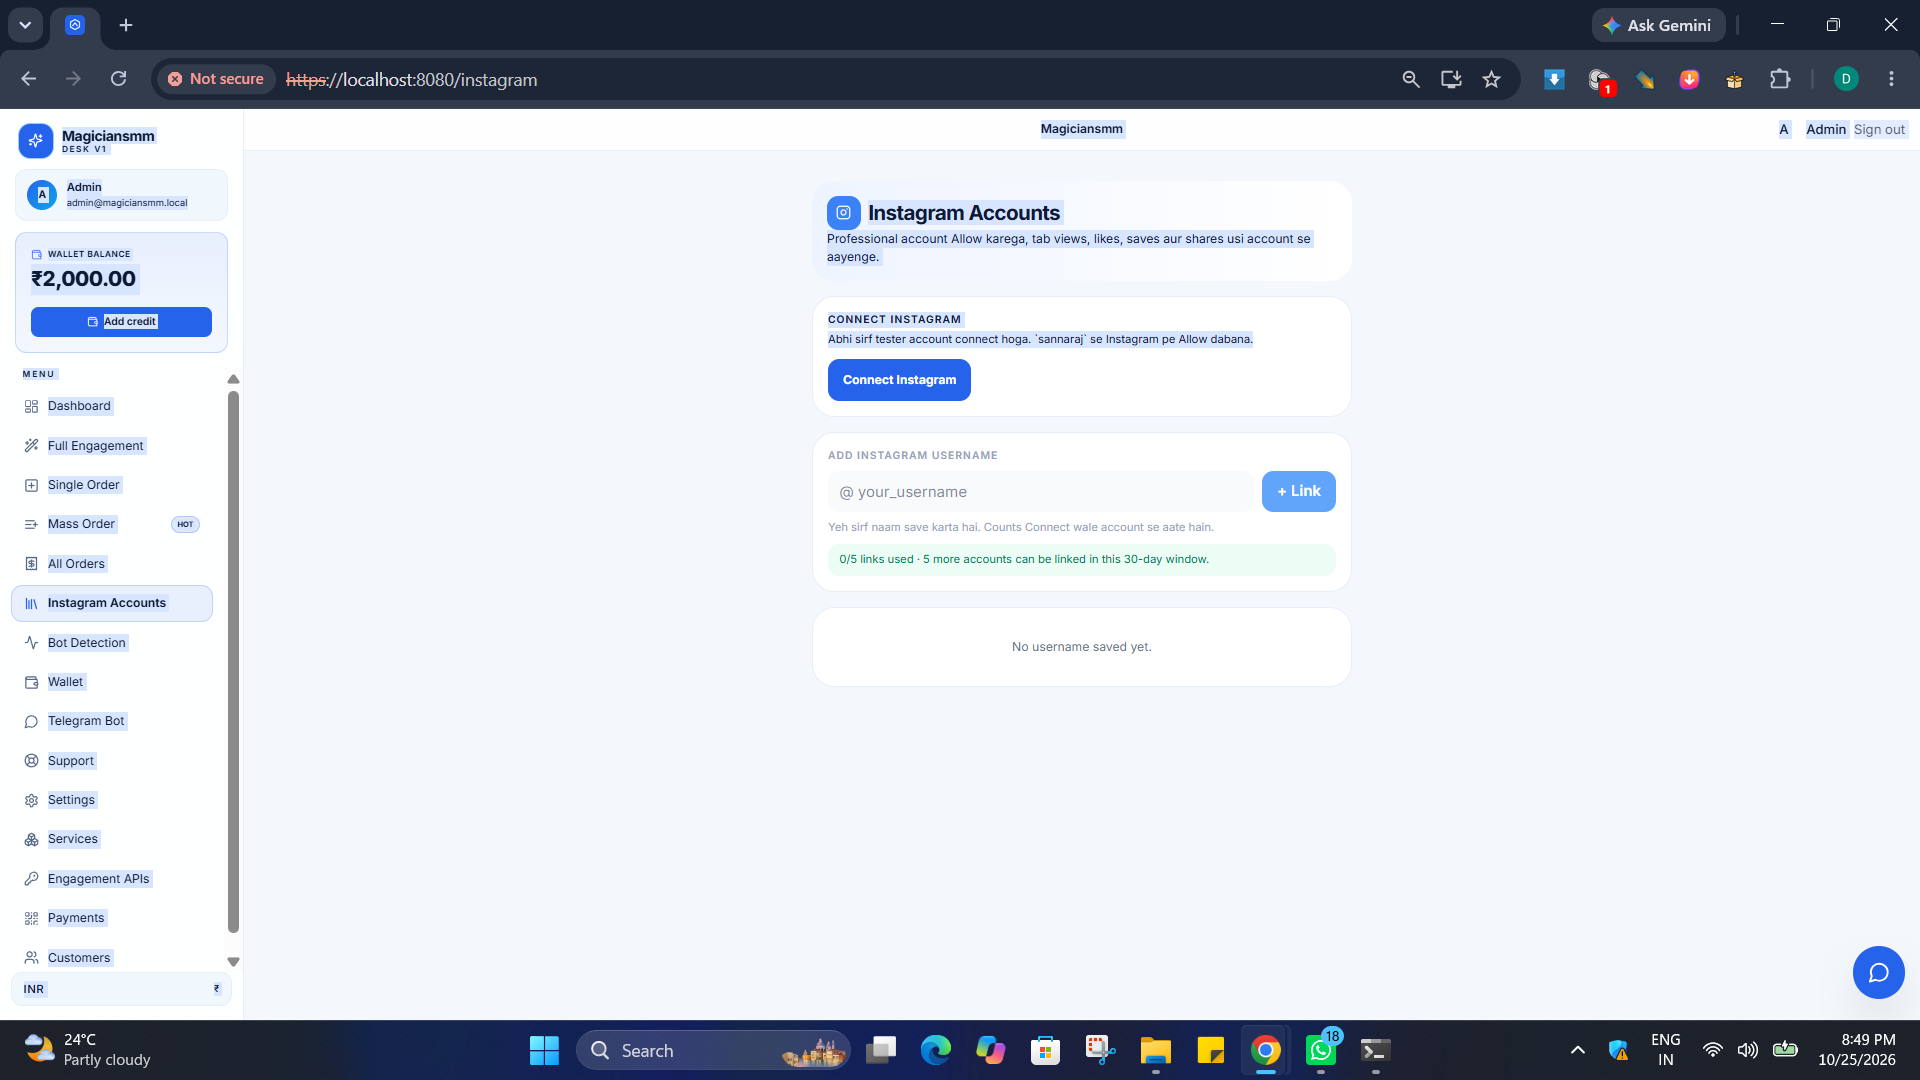 Ask Gemini
Not secure
https://localhost:8080/instagram
1
D
Magiciansmm
DESK V1
Magiciansmm
A
Admin
Sign out
A
Admin
admin@magiciansmm.local
WALLET BALANCE
₹2,000.00
Add credit
MENU
Dashboard
Full Engagement
Single Order
Mass Order
HOT
All Orders
Instagram Accounts
Bot Detection
Wallet
Telegram Bot
Support
Settings
Services
Engagement APIs
Payments
Customers
INR
₹
Instagram Accounts
Professional account Allow karega, tab views, likes, saves aur shares usi account se
aayenge.
CONNECT INSTAGRAM
Abhi sirf tester account connect hoga. `sannaraj` se Instagram pe Allow dabana.
Connect Instagram
ADD INSTAGRAM USERNAME
@ your_username
+ Link
Yeh sirf naam save karta hai. Counts Connect wale account se aate hain.
0/5 links used · 5 more accounts can be linked in this 30-day window.
No username saved yet.
24°C
Partly cloudy
Search
18
ENG
IN
8:49 PM
10/25/2026